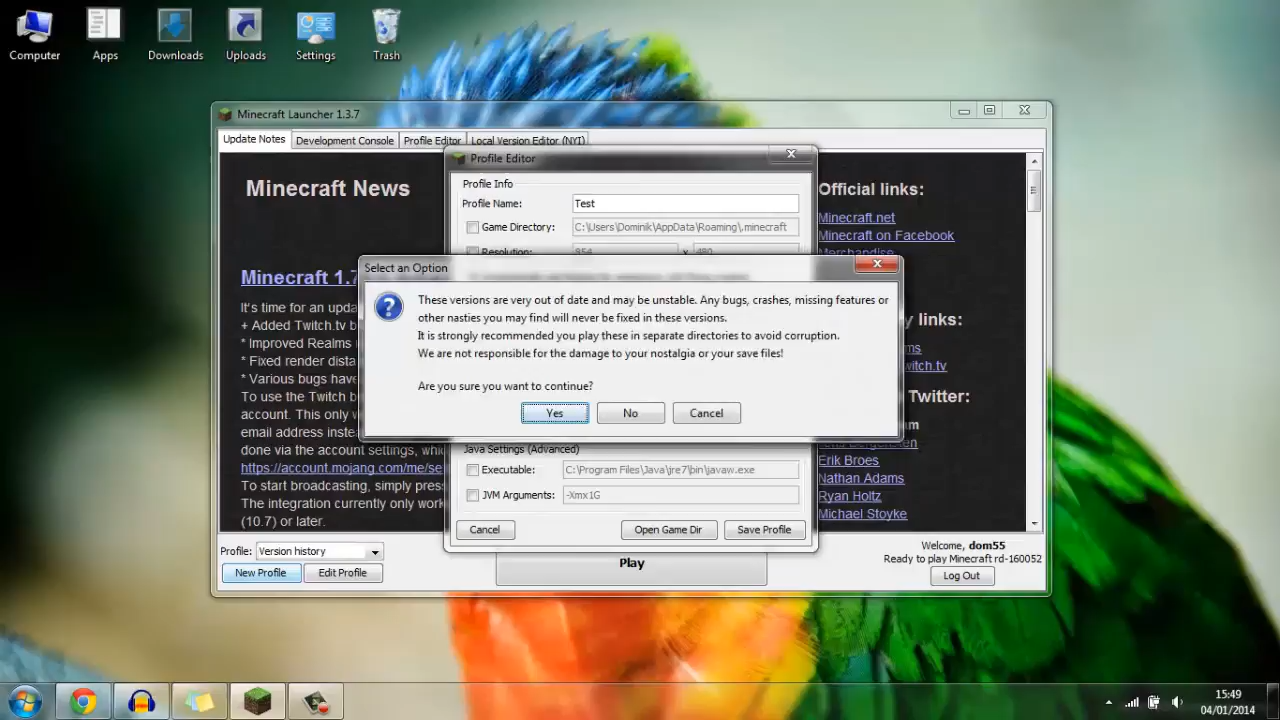 Computer
Apps
Downloads
Uploads
Settings
Trash
Minecraft Launcher 1.3.7
Update Notes
Development Console
Profile Editor
Local Version Editor (NYI)
Minecraft News
Minecraft 1.7
It's time for an upda
+ Added Twitch.tv b
* Improved Realms
* Fixed render dista
* Various bugs have
To use the Twitch b
account. This only w
email address inste
done via the account settings, whic
https://account.mojang.com/me/se
To start broadcasting, simply press
The integration currently only work
(10.7) or later.
Profile Editor
Profile Info
Profile Name:
Test
Game Directory:
C:\Users\Dominik\AppData\Roaming\.minecraft
Resolution:
854
x
480
Official links:
Minecraft.net
Minecraft on Facebook
Merchandise
y links:
ms
witch.tv
Twitter:
am
Erik Broes
Nathan Adams
Ryan Holtz
Michael Stoyke
Select an Option
These versions are very out of date and may be unstable. Any bugs, crashes, missing features or
other nasties you may find will never be fixed in these versions.
It is strongly recommended you play these in separate directories to avoid corruption.
We are not responsible for the damage to your nostalgia or your save files!
Are you sure you want to continue?
Yes
No
Cancel
Java Settings (Advanced)
Executable:
C:\Program Files\Java\jre7\bin\javaw.exe
JVM Arguments:
-Xmx1G
Cancel
Open Game Dir
Save Profile
Profile:
Version history
New Profile
Edit Profile
Play
Welcome, dom55
Ready to play Minecraft rd-160052
Log Out
15:49
04/01/2014